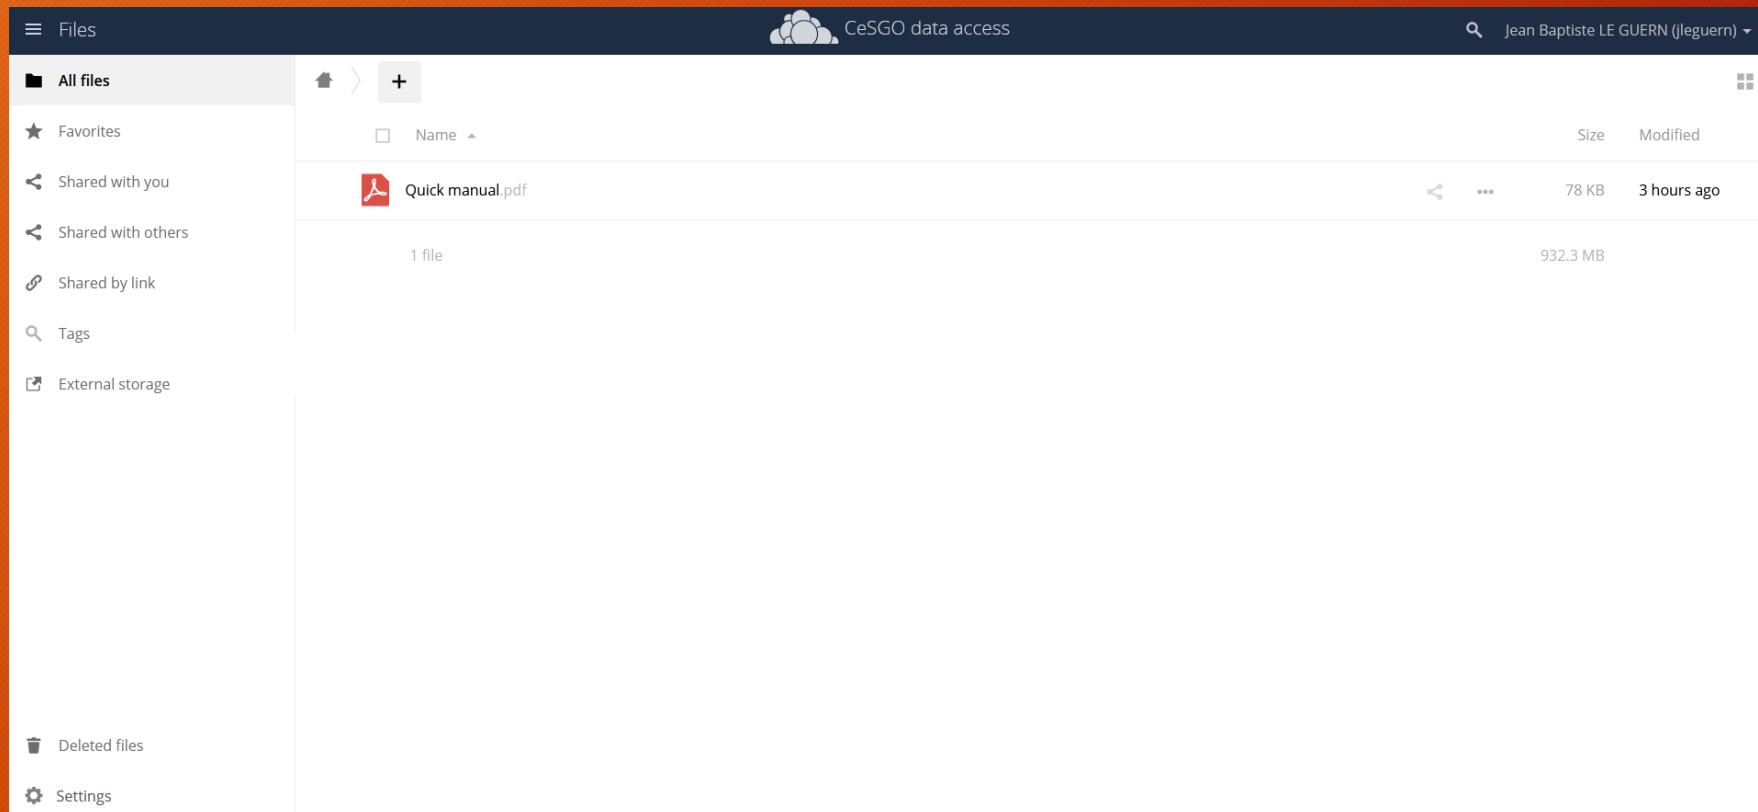 Files
CeSGO data access
Jean Baptiste LE GUERN (jleguern)
All files
Favorites
Shared with you
Shared with others
Shared by link
Tags
External storage
Deleted files
Settings
+
Name
Size
Modified
Quick manual.pdf
78 KB
3 hours ago
1 file
932.3 MB